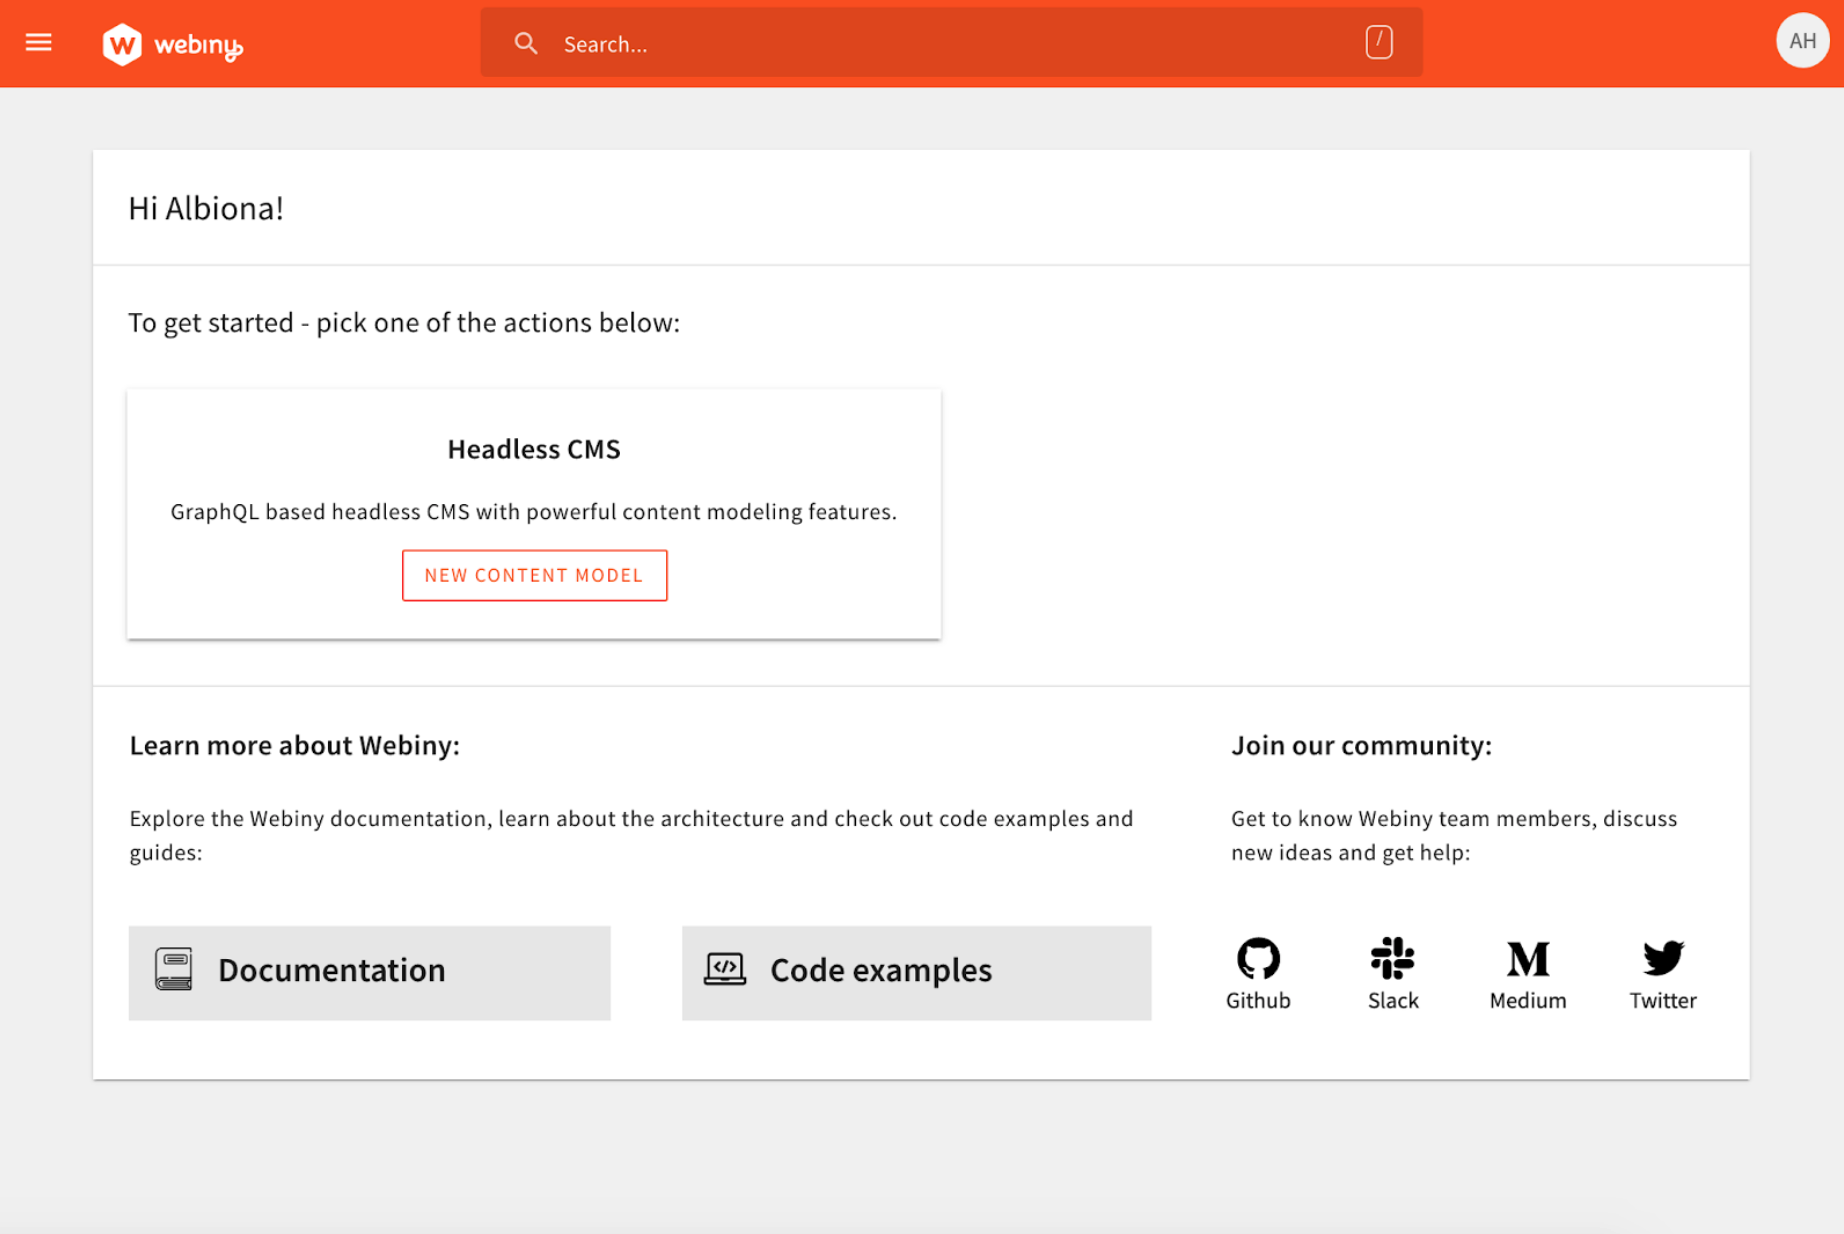 W webiny
Search...
/
AH
Hi Albiona!
To get started - pick one of the actions below:
Headless CMS
GraphQL based headless CMS with powerful content modeling features.
NEW CONTENT MODEL
Learn more about Webiny:
Explore the Webiny documentation, learn about the architecture and check out code examples and
guides:
Documentation
Code examples
Join our community:
Get to know Webiny team members, discuss
new ideas and get help:
Github
Slack
Medium
Twitter